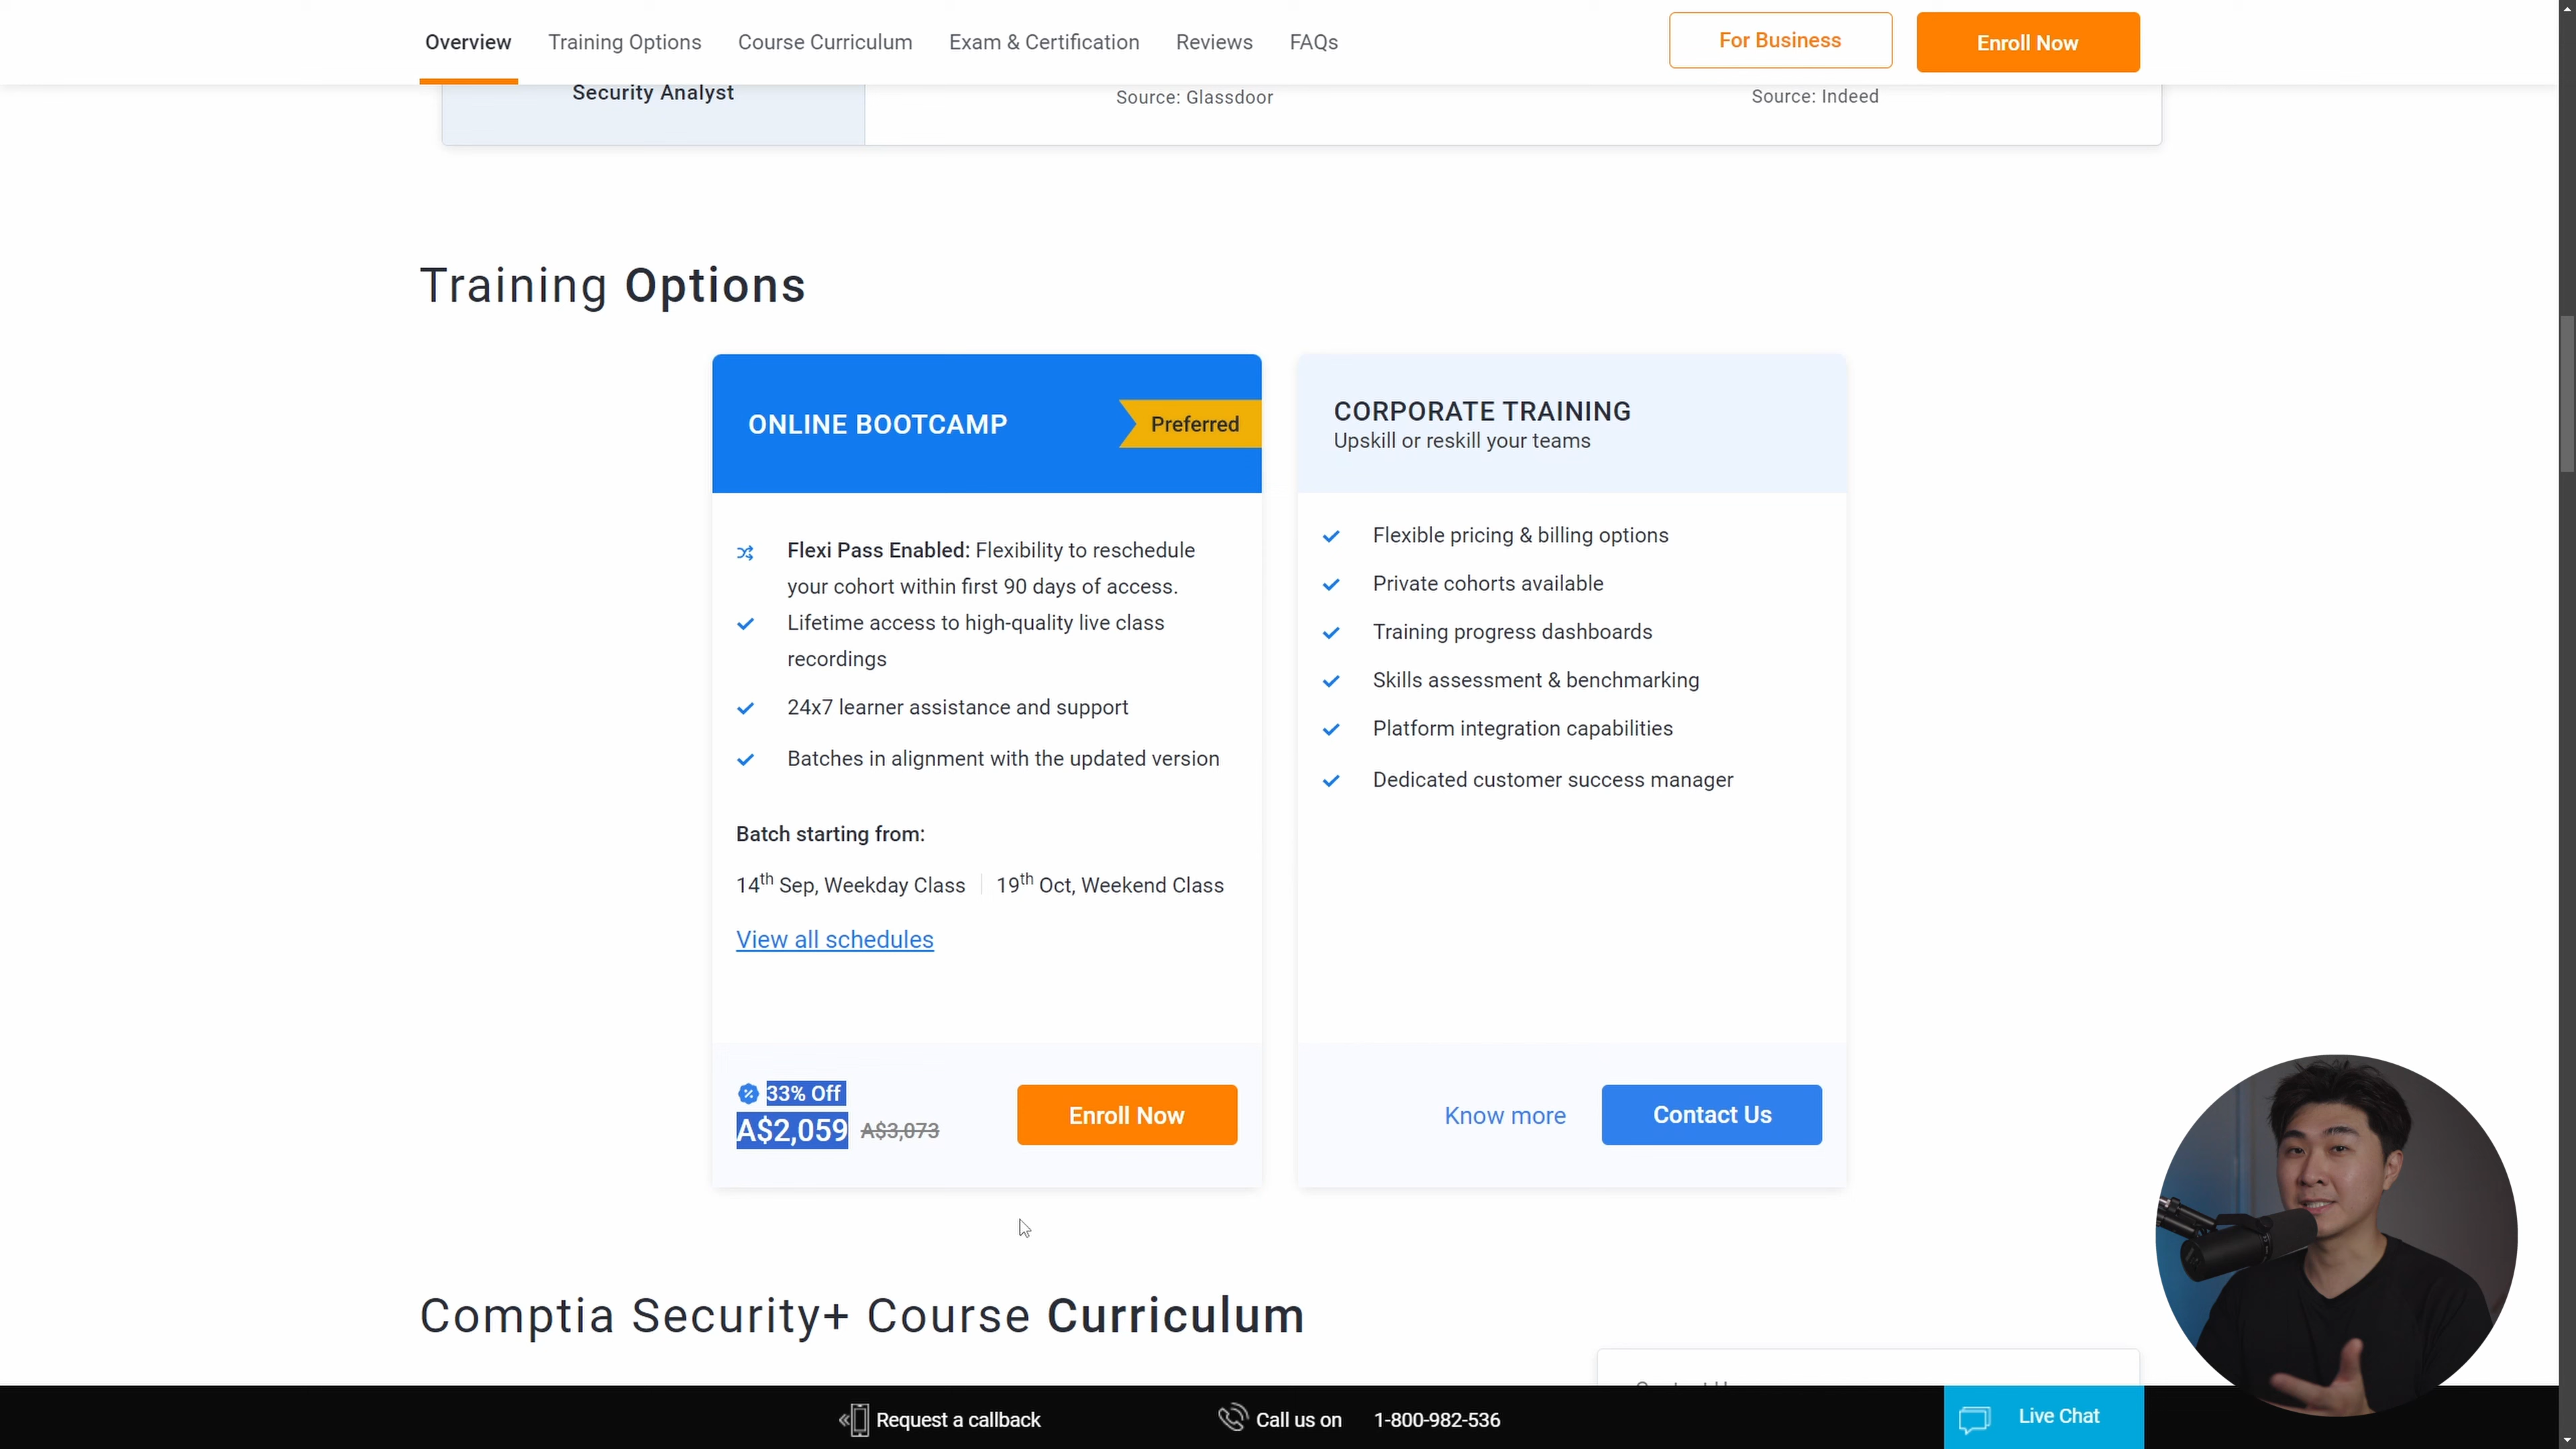 Overview
Training Options
Course Curriculum
Exam & Certification
Reviews
FAQs
For Business
Enroll Now
Security Analyst
Source: Glassdoor
Source: Indeed
Training Options
ONLINE BOOTCAMP
Preferred
Flexi Pass Enabled: Flexibility to reschedule
your cohort within first 90 days of access.
Lifetime access to high-quality live class
recordings
24x7 learner assistance and support
Batches in alignment with the updated version
Batch starting from:
14th Sep, Weekday Class
19th Oct, Weekend Class
View all schedules
33% Off
A$2,059 A$3,073
Enroll Now
CORPORATE TRAINING
Upskill or reskill your teams
Flexible pricing & billing options
Private cohorts available
Training progress dashboards
Skills assessment & benchmarking
Platform integration capabilities
Dedicated customer success manager
Know more
Contact Us
Comptia Security+ Course Curriculum
Request a callback
Call us on 1-800-982-536
Live Chat